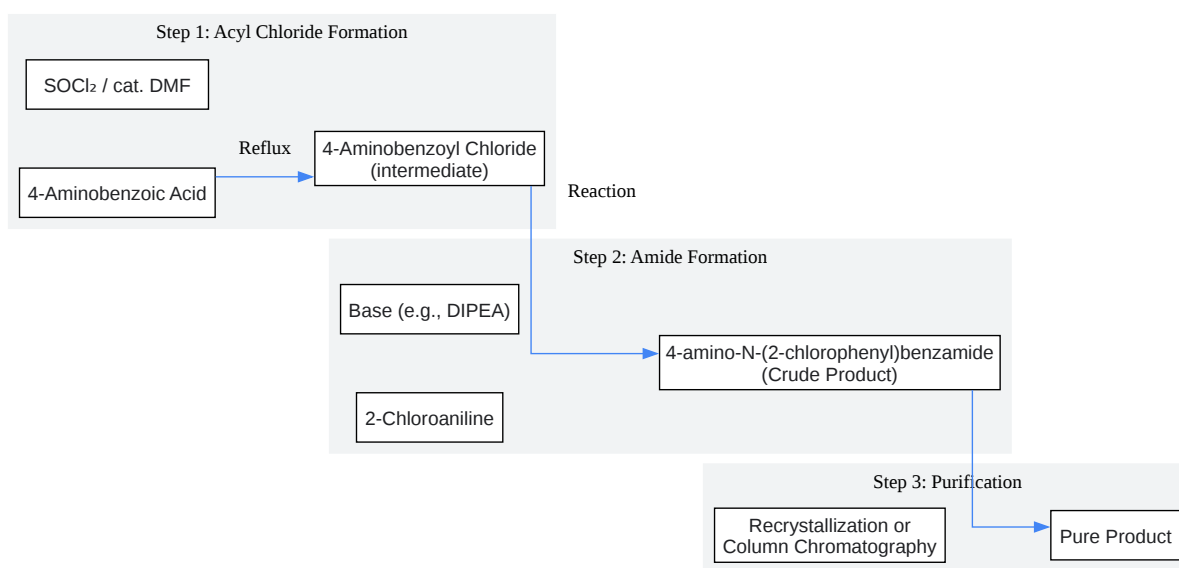 Step 1: Acyl Chloride Formation
SOCl₂ / cat. DMF
Reflux
4-Aminobenzoyl Chloride
(intermediate)
4-Aminobenzoic Acid
Reaction
Step 2: Amide Formation
Base (e.g., DIPEA)
4-amino-N-(2-chlorophenyl)benzamide
(Crude Product)
2-Chloroaniline
Step 3: Purification
Recrystallization or
Column Chromatography
Pure Product